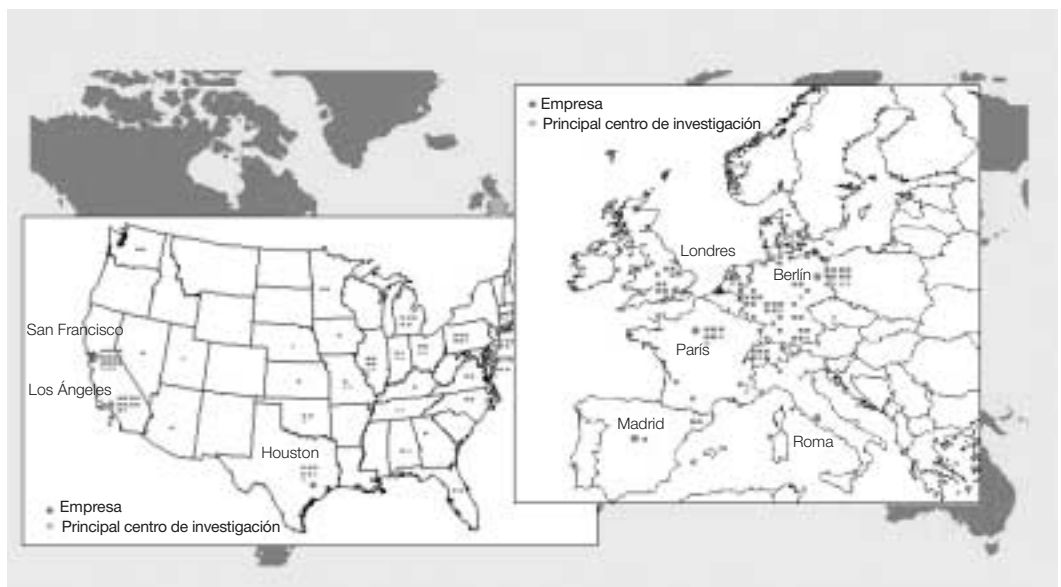 Empresa
Principal centro de investigación
Londres
Berlín
París
Madrid
Roma
San Francisco
Los Ángeles
Houston
Empresa
Principal centro de investigación